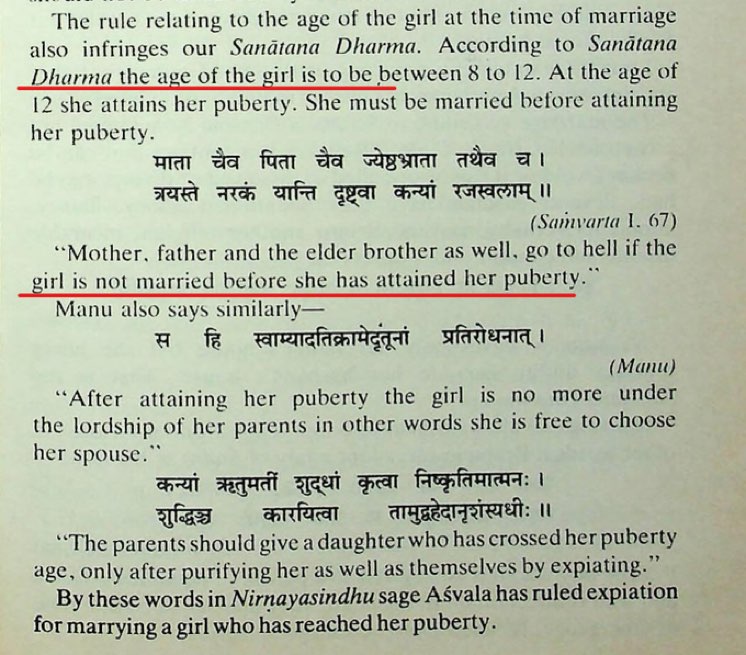 The rule relating to the age of the girl at the time of marriage
also infringes our Sanātana Dharma. According to Sanātana
Dharma the age of the girl is to be between 8 to 12. At the age of
12 she attains her puberty. She must be married before attaining
her puberty.
माता चैव पिता चैव ज्येष्ठभ्राता तथैव च ।
त्रयस्ते नरकं यान्ति दृष्ट्वा कन्यां रजस्वलाम् ॥
(Saṁvarta I. 67)
“Mother, father and the elder brother as well, go to hell if the
girl is not married before she has attained her puberty.”
Manu also says similarly—
स हि स्वाम्यादतिक्रामेदृतूनां प्रतिरोधनात् ।
(Manu)
“After attaining her puberty the girl is no more under
the lordship of her parents in other words she is free to choose
her spouse.”
कन्यां ऋतुमतीं शुद्धां कृत्वा निष्कृतिमात्मनः ।
शुद्धिञ्च कारयित्वा तामुद्वहेदानृशंस्यधीः ॥
“The parents should give a daughter who has crossed her puberty
age, only after purifying her as well as themselves by expiating.”
By these words in Nirṇayasindhu sage Aśvala has ruled expiation
for marrying a girl who has reached her puberty.